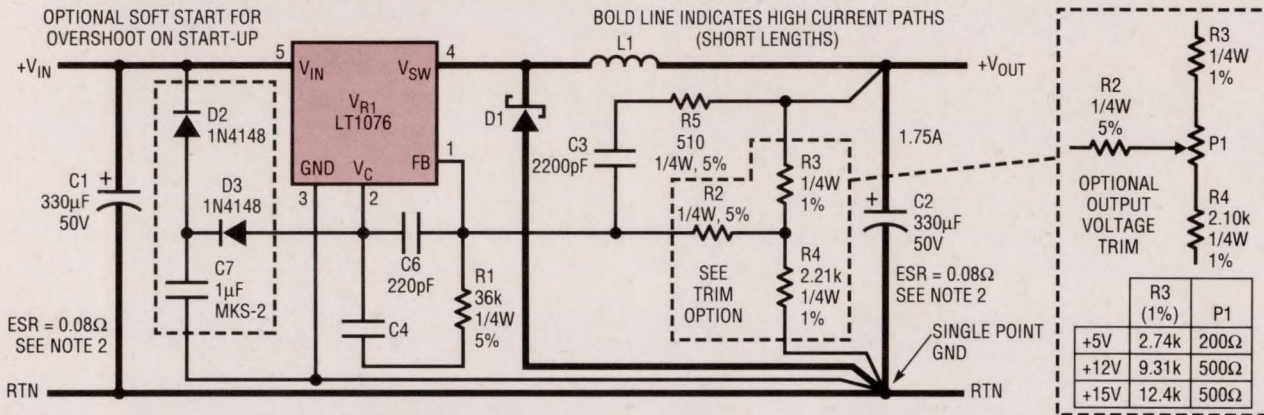 OPTIONAL SOFT START FOR
OVERSHOOT ON START-UP
BOLD LINE INDICATES HIGH CURRENT PATHS
(SHORT LENGTHS)
+VIN
5
VIN
VSW
4
VR1
LT1076
GND
VC
FB
3
2
1
D2
1N4148
D3
1N4148
C1
330µF
50V
+
C7
1µF
MKS-2
ESR = 0.08Ω
SEE NOTE 2
RTN
C6
220pF
C4
R1
36k
1/4W
5%
D1
L1
C3
2200pF
R5
510
1/4W, 5%
R2
1/4W, 5%
R3
1/4W
1%
R4
2.21k
1/4W
1%
SEE
TRIM
OPTION
+VOUT
1.75A
+
C2
330µF
50V
ESR = 0.08Ω
SEE NOTE 2
SINGLE POINT
GND
RTN
R3
1/4W
1%
R2
1/4W
5%
P1
OPTIONAL
OUTPUT
VOLTAGE
TRIM
R4
2.10k
1/4W
1%
R3
(1%)
P1
+5V 2.74k 200Ω
+12V 9.31k 500Ω
+15V 12.4k 500Ω